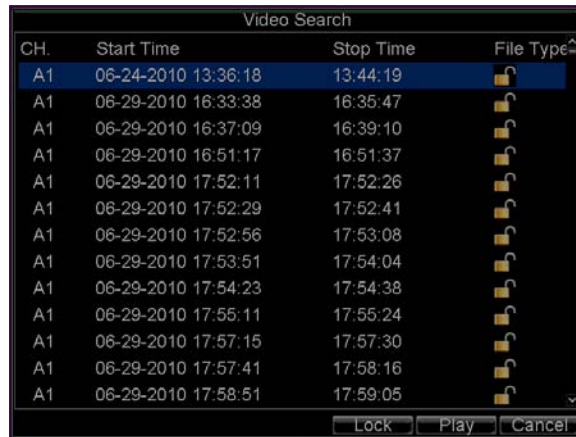 Video Search
CH. Start Time Stop Time File Type
A1 06-24-2010 13:36:18 13:44:19
A1 06-29-2010 16:33:38 16:35:47
A1 06-29-2010 16:37:09 16:39:10
A1 06-29-2010 16:51:17 16:51:37
A1 06-29-2010 17:52:11 17:52:26
A1 06-29-2010 17:52:29 17:52:41
A1 06-29-2010 17:52:56 17:53:08
A1 06-29-2010 17:53:51 17:54:04
A1 06-29-2010 17:54:23 17:54:38
A1 06-29-2010 17:55:11 17:55:24
A1 06-29-2010 17:57:15 17:57:30
A1 06-29-2010 17:57:41 17:58:16
A1 06-29-2010 17:58:51 17:59:05
Lock Play Cancel